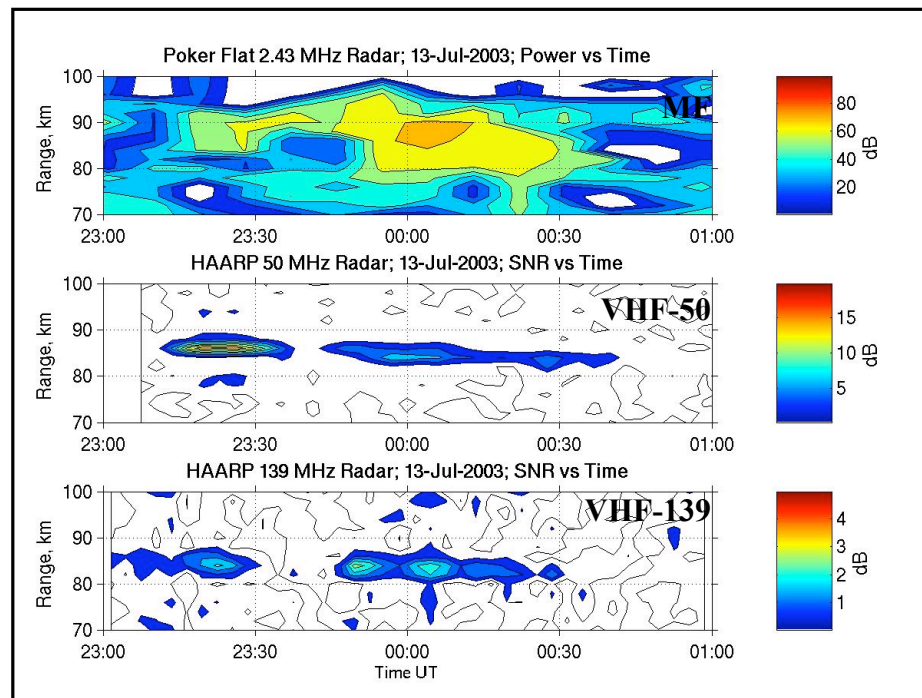 Poker Flat 2.43 MHz Radar; 13-Jul-2003; Power vs Time
100
90
80
70
Range, km
MF
80
60
40
20
dB
23:00 23:30 00:00 00:30 01:00
HAARP 50 MHz Radar; 13-Jul-2003; SNR vs Time
100
90
80
70
Range, km
VHF-50
15
10
5
dB
23:00 23:30 00:00 00:30 01:00
HAARP 139 MHz Radar; 13-Jul-2003; SNR vs Time
100
90
80
70
Range, km
VHF-139
4
3
2
1
dB
23:00 23:30 00:00 00:30 01:00
Time UT